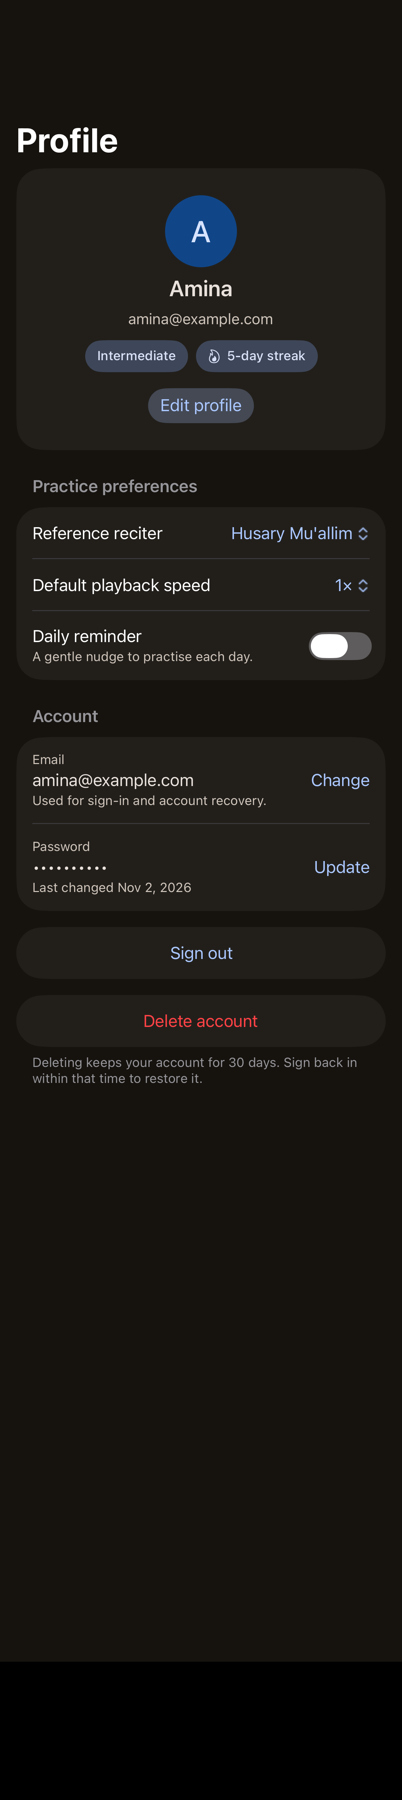 Profile
A
Amina
amina@example.com
Intermediate
5-day streak
Edit profile
Practice preferences
Reference reciter
Husary Mu'allim
Default playback speed
1×
Daily reminder
A gentle nudge to practise each day.
Account
Email
amina@example.com
Change
Used for sign-in and account recovery.
Password
••••••••••
Update
Last changed Nov 2, 2026
Sign out
Delete account
Deleting keeps your account for 30 days. Sign back in
within that time to restore it.